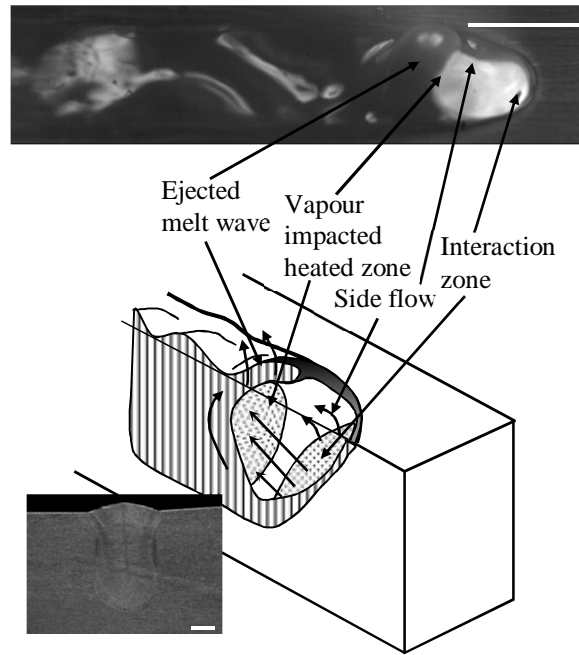 Ejected
melt wave
Vapour
impacted
heated zone
Side flow
Interaction
zone